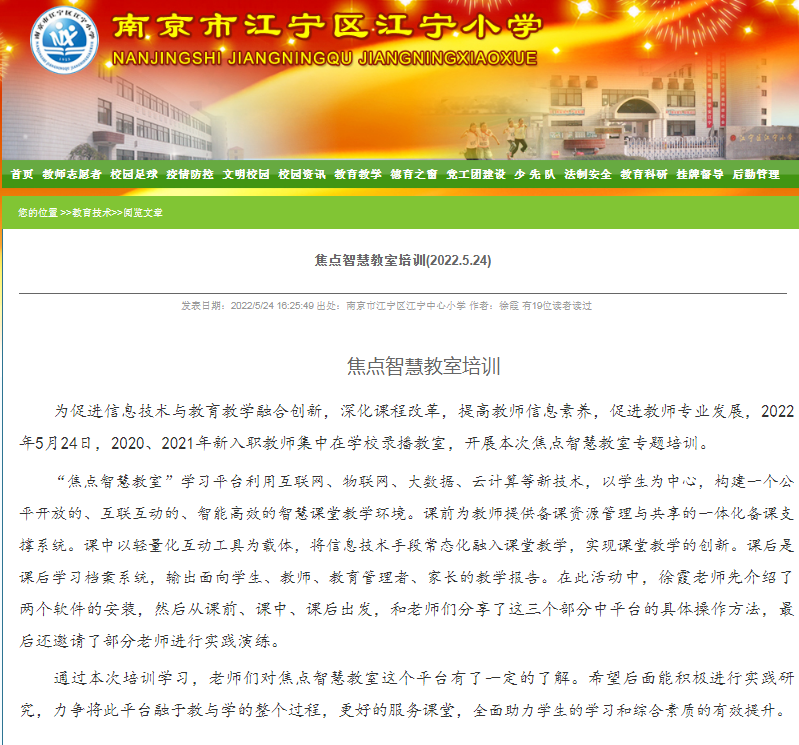 南京市江宁区江宁小学
NANJINGSHI JIANGNINGQU JIANGNINGXIAOXUE
首页 教师志愿者 校园足球 疫情防控 文明校园 校园资讯 教育教学 德育之窗 党工团建设 少先队 法制安全 教育科研 挂牌督导 后勤管理
您的位置>>教育技术>>阅览文章
焦点智慧教室培训(2022.5.24)
发表日期：2022/5/24 16:25:49 出处：南京市江宁区江宁中心小学 作者：徐霞 有19位读者读过
焦点智慧教室培训
为促进信息技术与教育教学融合创新，深化课程改革，提高教师信息素养，促进教师专业发展，2022
年5月24日，2020、2021年新入职教师集中在学校录播教室，开展本次焦点智慧教室专题培训。
“焦点智慧教室”学习平台利用互联网、物联网、大数据、云计算等新技术，以学生为中心，构建一个公
平开放的、互联互动的、智能高效的智慧课堂教学环境。课前为教师提供备课资源管理与共享的一体化备课支
撑系统。课中以轻量化互动工具为载体，将信息技术手段常态化融入课堂教学，实现课堂教学的创新。课后是
课后学习档案系统，输出面向学生、教师、教育管理者、家长的教学报告。在此活动中，徐霞老师先介绍了
两个软件的安装，然后从课前、课中、课后出发，和老师们分享了这三个部分中平台的具体操作方法，最
后还邀请了部分老师进行实践演练。
通过本次培训学习，老师们对焦点智慧教室这个平台有了一定的了解。希望后面能积极进行实践研
究，力争将此平台融于教与学的整个过程，更好的服务课堂，全面助力学生的学习和综合素质的有效提升。